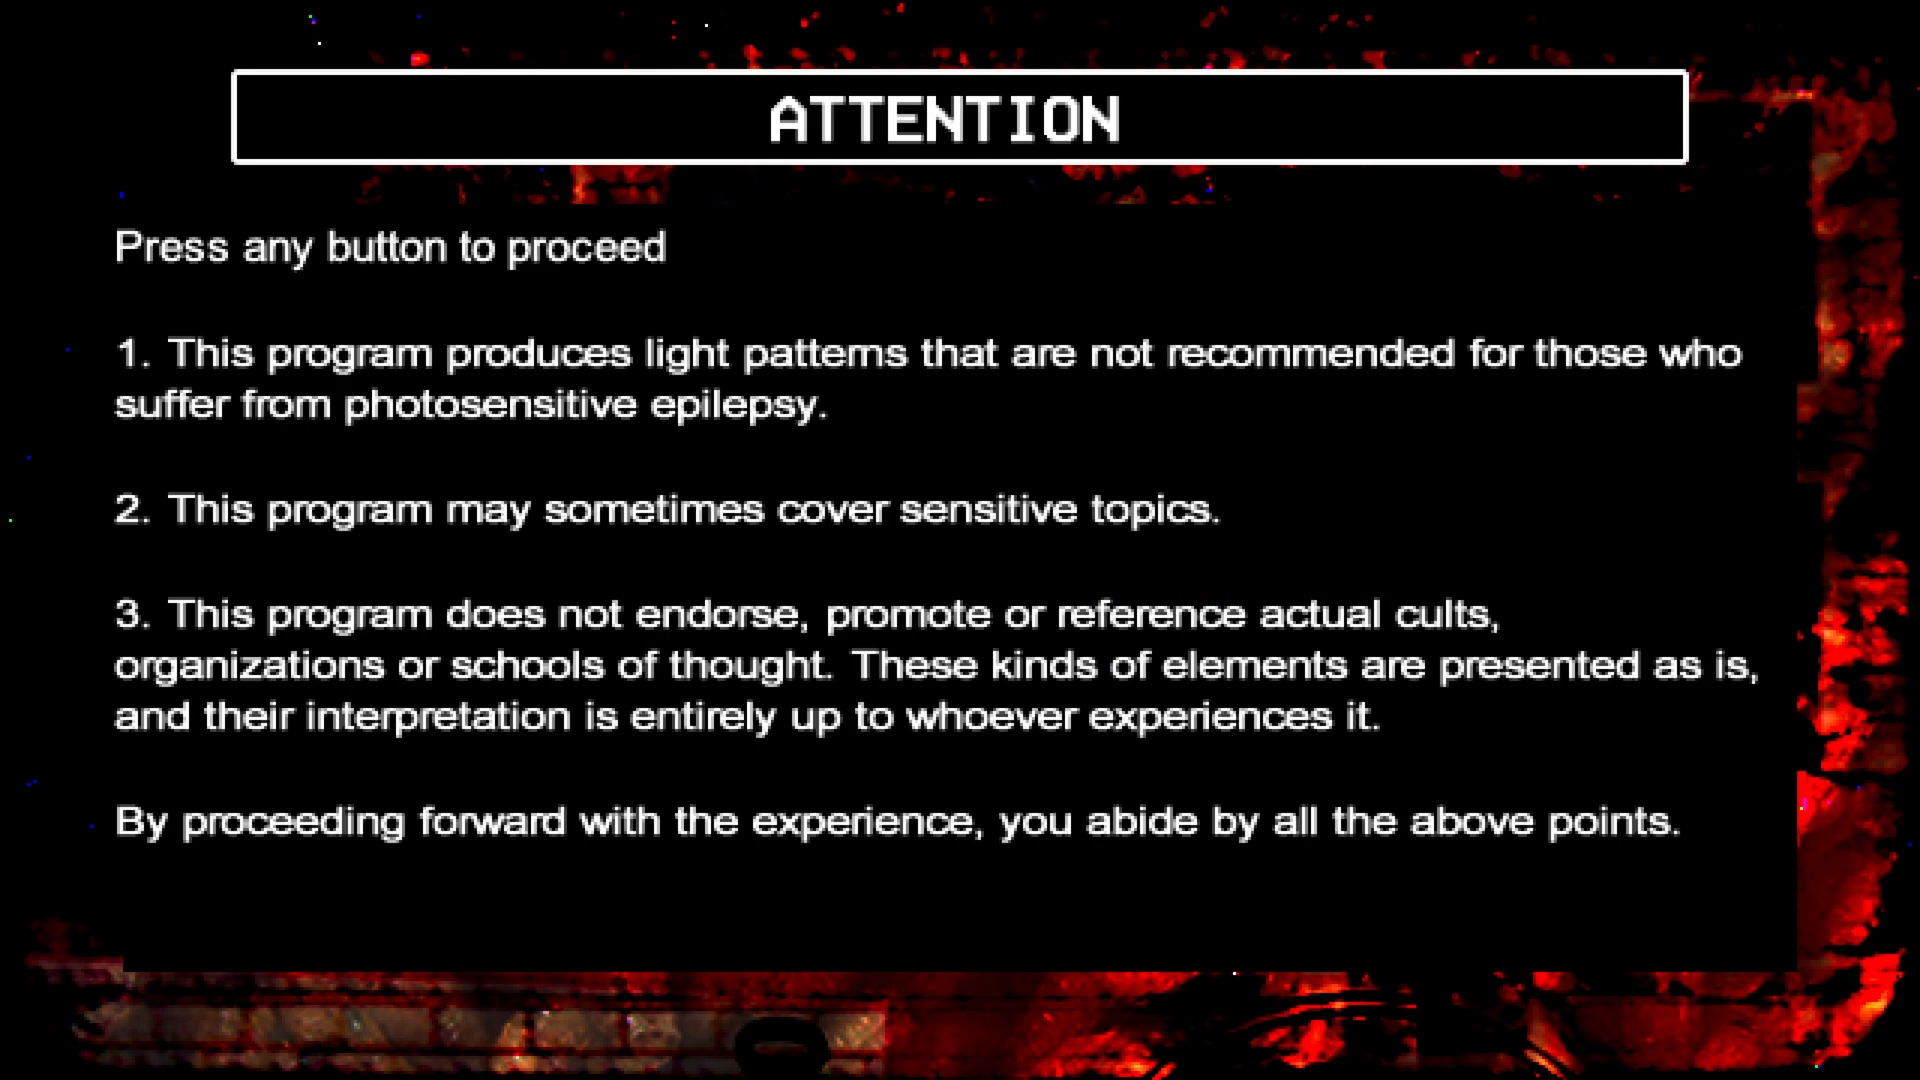 ATTENTION
Press any button to proceed
1. This program produces light patterns that are not recommended for those who
suffer from photosensitive epilepsy.
2. This program may sometimes cover sensitive topics.
3. This program does not endorse, promote or reference actual cults,
organizations or schools of thought. These kinds of elements are presented as is,
and their interpretation is entirely up to whoever experiences it.
By proceeding forward with the experience, you abide by all the above points.